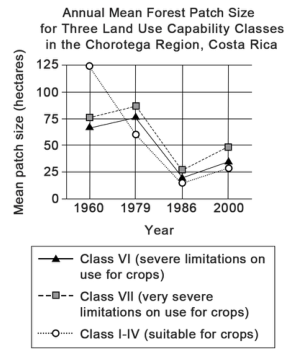 Annual Mean Forest Patch Size
for Three Land Use Capability Classes
in the Chorotega Region, Costa Rica
Mean patch size (hectares)
125
100
75
50
25
0
1960 1979 1986 2000
Year
Class VI (severe limitations on
use for crops)
Class VII (very severe
limitations on use for crops)
Class I-IV (suitable for crops)